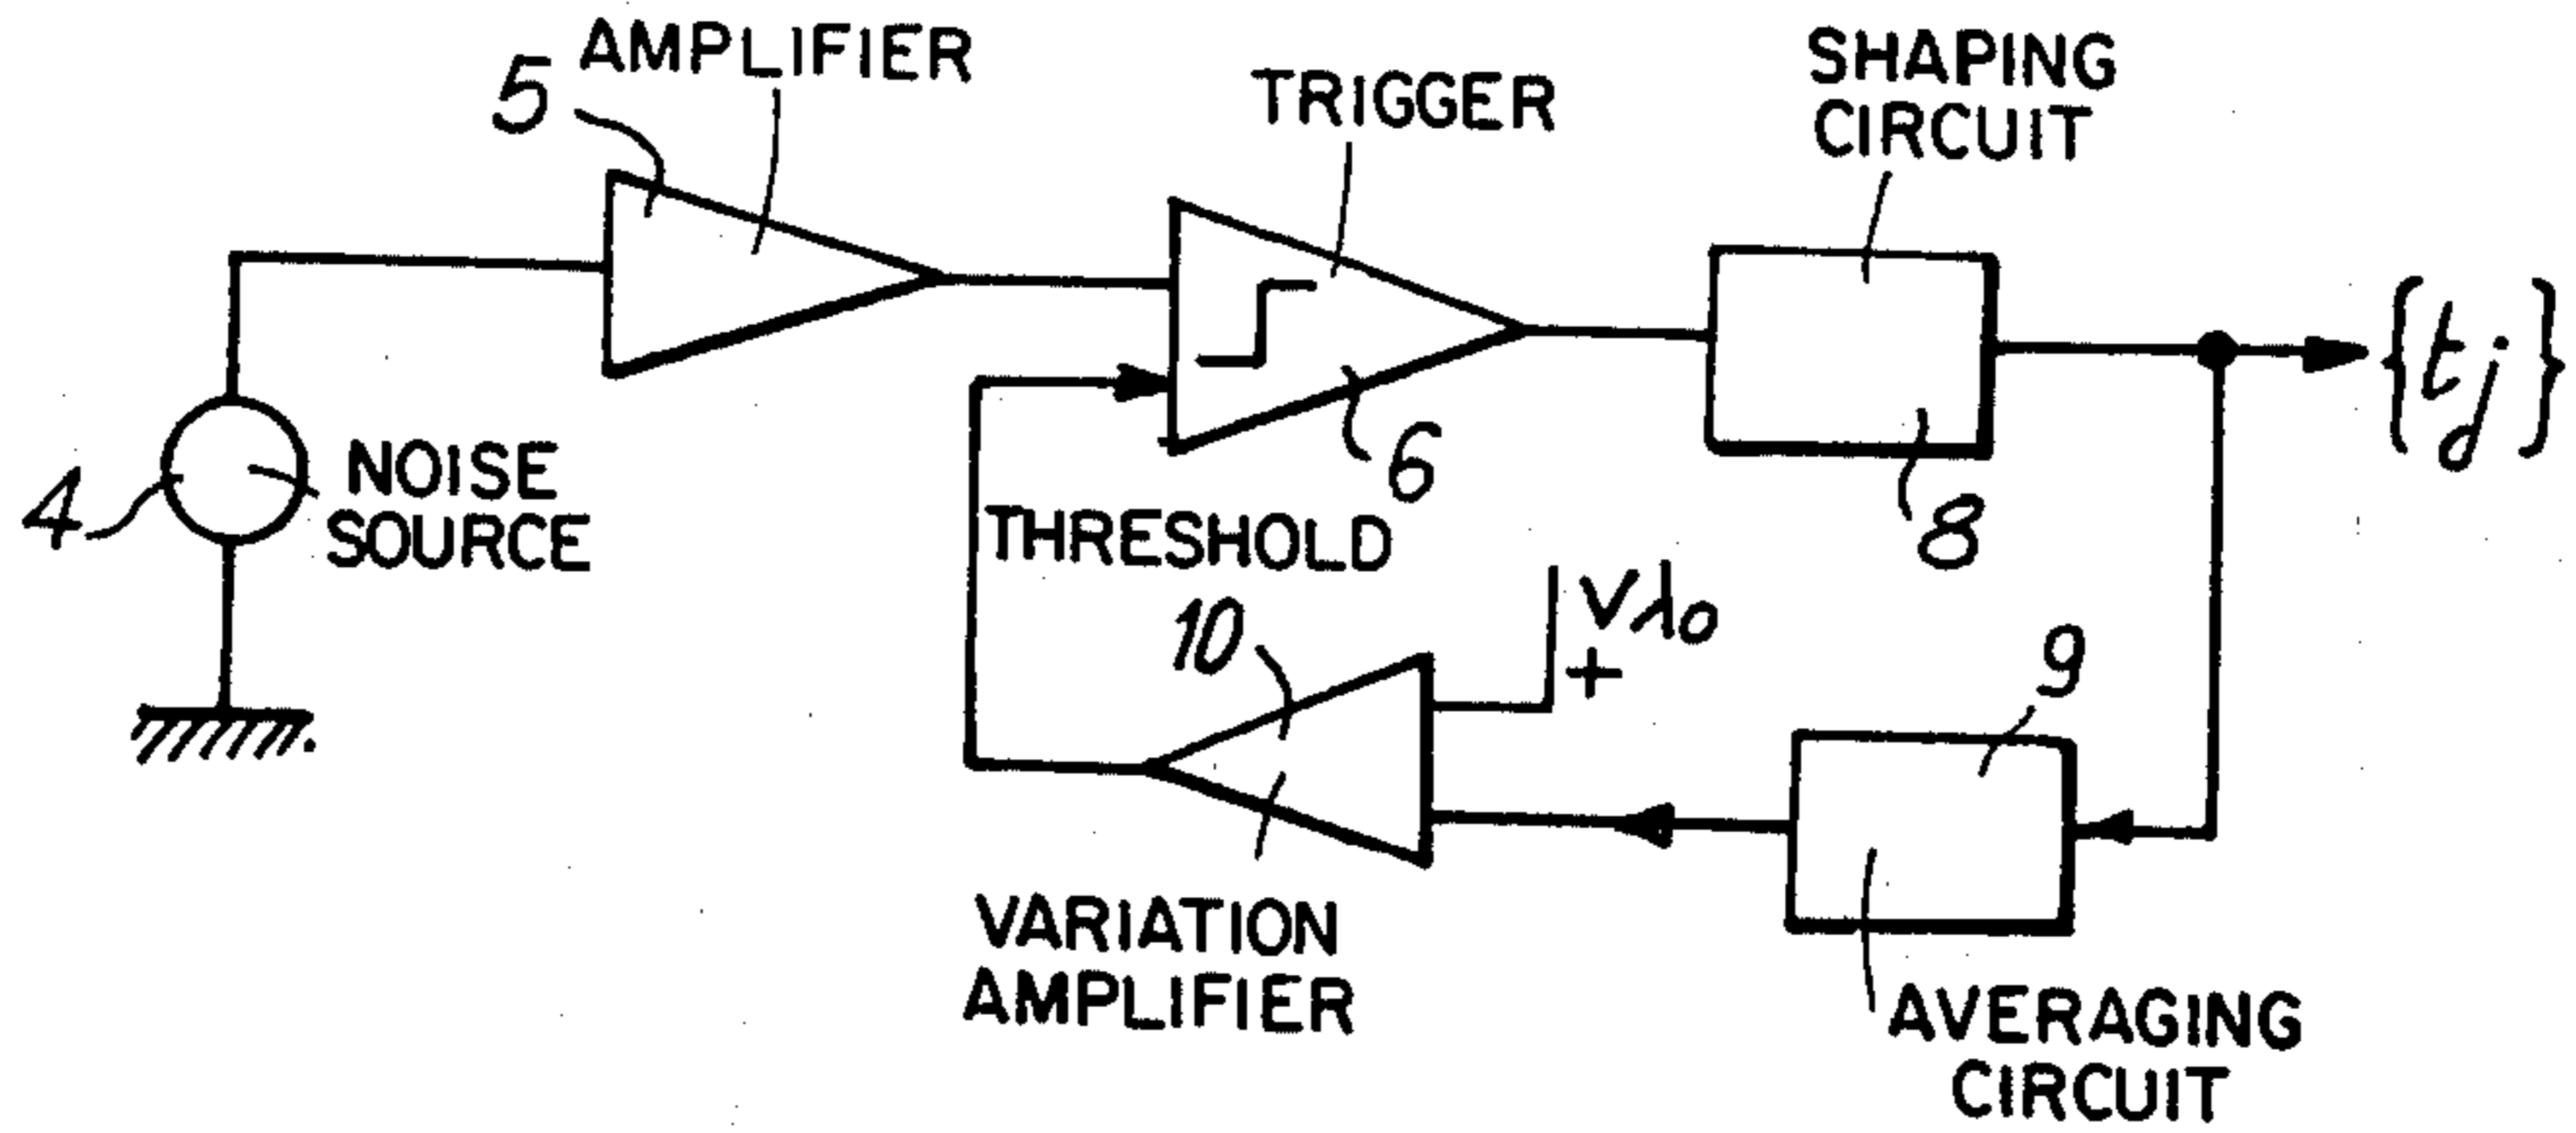 AMPLIFIER
5
TRIGGER
SHAPING
CIRCUIT
{tj}
4
NOISE
SOURCE
6
8
THRESHOLD
10
Vλo
+
9
VARIATION
AMPLIFIER
AVERAGING
CIRCUIT